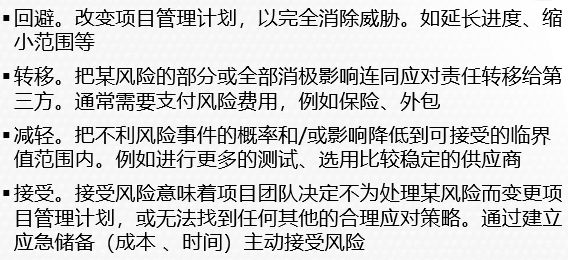 ▪回避。改变项目管理计划，以完全消除威胁。如延长进度、缩
小范围等
▪转移。把某风险的部分或全部消极影响连同应对责任转移给第
三方。通常需要支付风险费用，例如保险、外包
▪减轻。把不利风险事件的概率和/或影响降低到可接受的临界
值范围内。例如进行更多的测试、选用比较稳定的供应商
▪接受。接受风险意味着项目团队决定不为处理某风险而变更项
目管理计划，或无法找到任何其他的合理应对策略。通过建立
应急储备（成本 、时间）主动接受风险